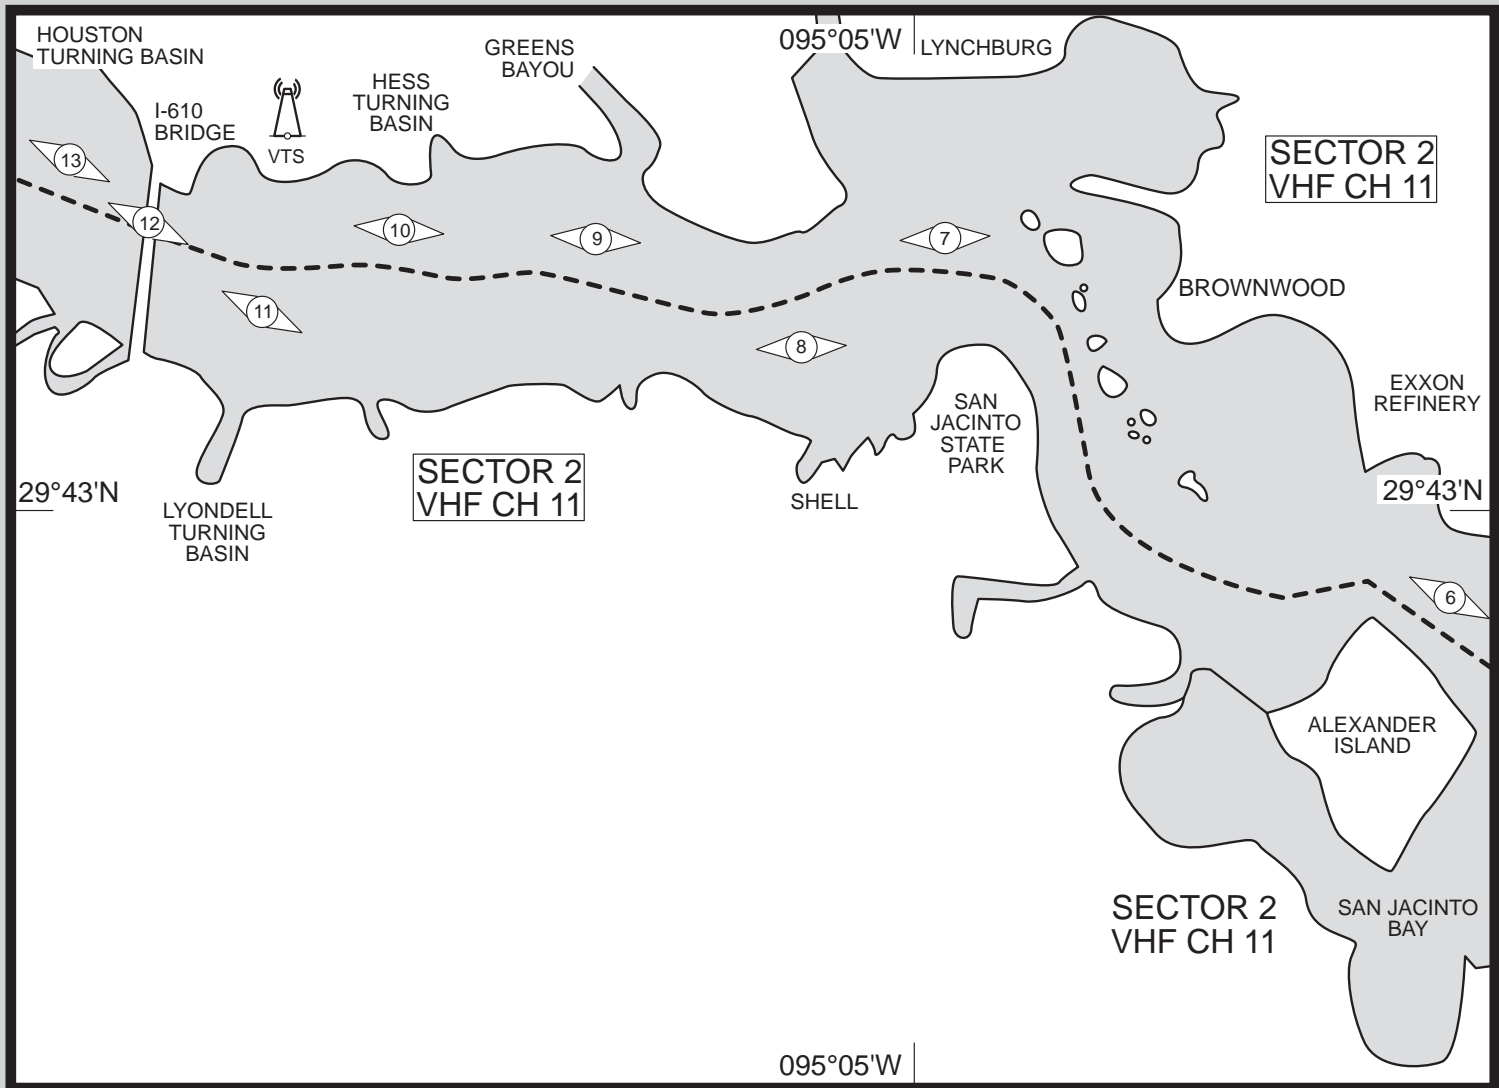 HOUSTON
TURNING BASIN
I-610
BRIDGE
VTS
HESS
TURNING
BASIN
GREENS
BAYOU
095°05'W
LYNCHBURG
SECTOR 2
VHF CH 11
13
12
10
9
7
11
8
BROWNWOOD
EXXON
REFINERY
SAN
JACINTO
STATE
PARK
SECTOR 2
VHF CH 11
29°43'N
LYONDELL
TURNING
BASIN
SHELL
29°43'N
6
ALEXANDER
ISLAND
SECTOR 2
VHF CH 11
SAN JACINTO
BAY
095°05'W